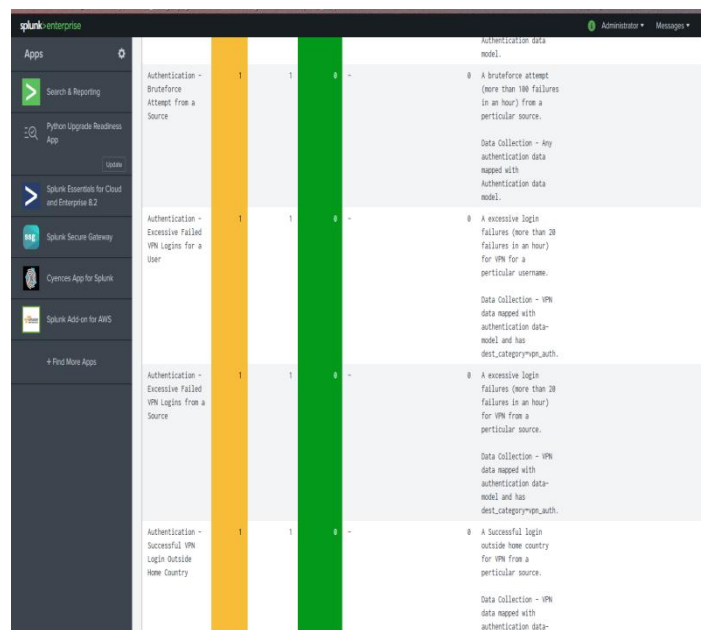 splunk>enterprise
Administrator ▾ Messages ▾
Apps
Search & Reporting
Python Upgrade Readiness
App
Update
Splunk Essentials for Cloud
and Enterprise 8.2
ssg Splunk Secure Gateway
Cyences App for Splunk
Splunk Add-on for AWS
+ Find More Apps
Authentication data
model.
Authentication - 1 1 0 - 0 A bruteforce attempt
Bruteforce (more than 100 failures
Attempt from a in an hour) from a
Source perticular source.
Data Collection - Any
authentication data
mapped with
Authentication data
model.
Authentication - 1 1 0 - 0 A excessive login
Excessive Failed failures (more than 20
VPN Logins for a failures in an hour)
User for VPN for a
perticular username.
Data Collection - VPN
data mapped with
authentication data-
model and has
dest_category=vpn_auth.
Authentication - 1 1 0 - 0 A excessive login
Excessive Failed failures (more than 20
VPN Logins from a failures in an hour)
Source for VPN from a
perticular source.
Data Collection - VPN
data mapped with
authentication data-
model and has
dest_category=vpn_auth.
Authentication - 1 1 0 - 0 A Successful login
Successful VPN outside home country
Login Outside for VPN from a
Home Country perticular source.
Data Collection - VPN
data mapped with
authentication data-